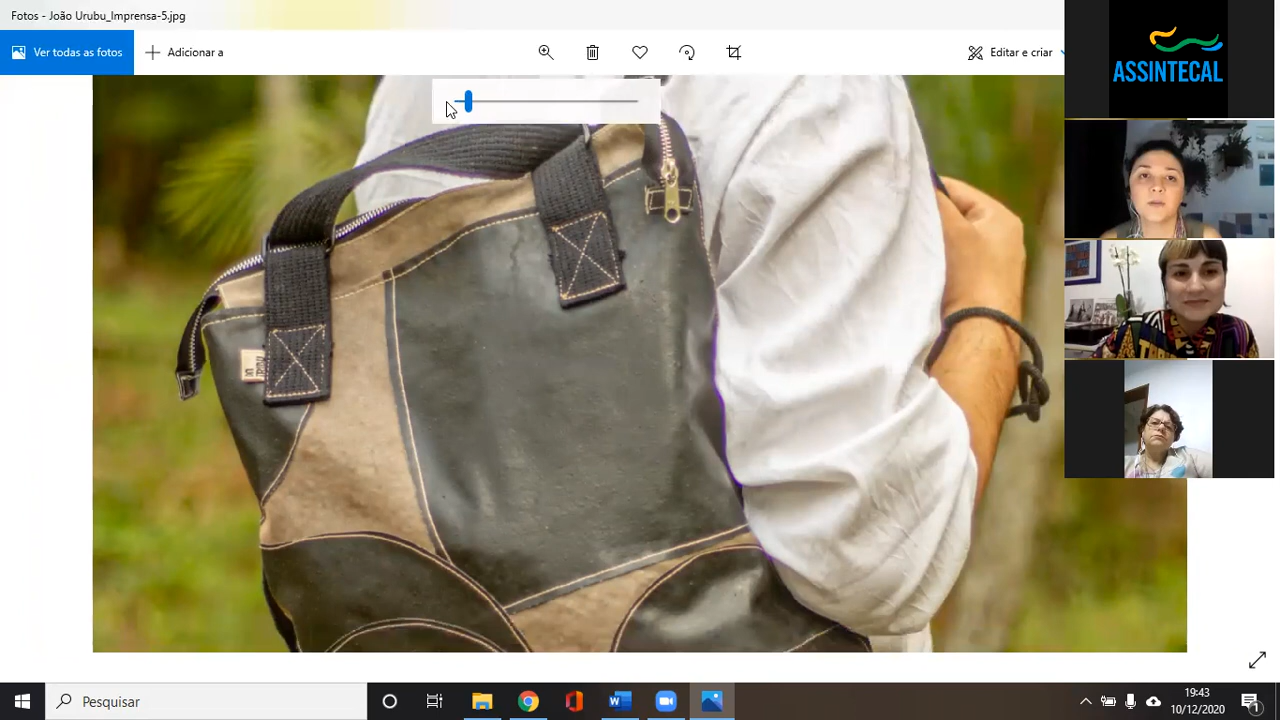 Fotos - João Urubu_Imprensa-5.jpg
Ver todas as fotos
Adicionar a
Editar e criar
ASSINTECAL
Pesquisar
19:43
10/12/2020
1